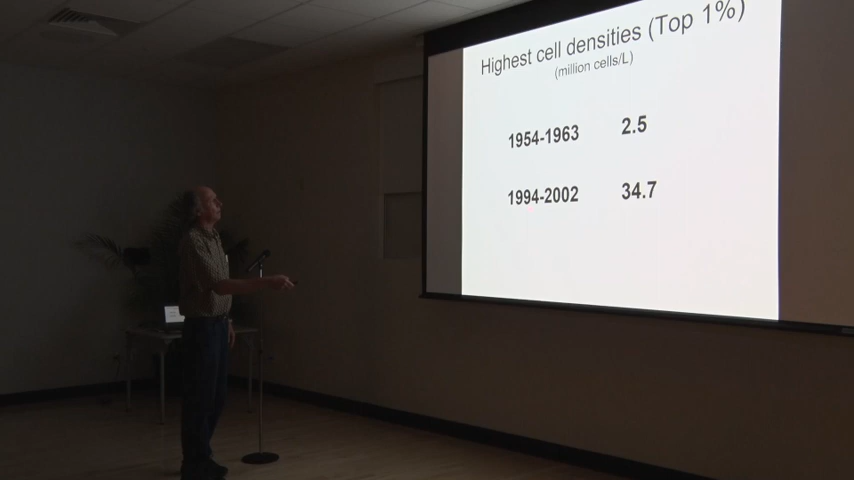 Highest cell densities (Top 1%)
(million cells/L)
1954-1963 2.5
1994-2002 34.7